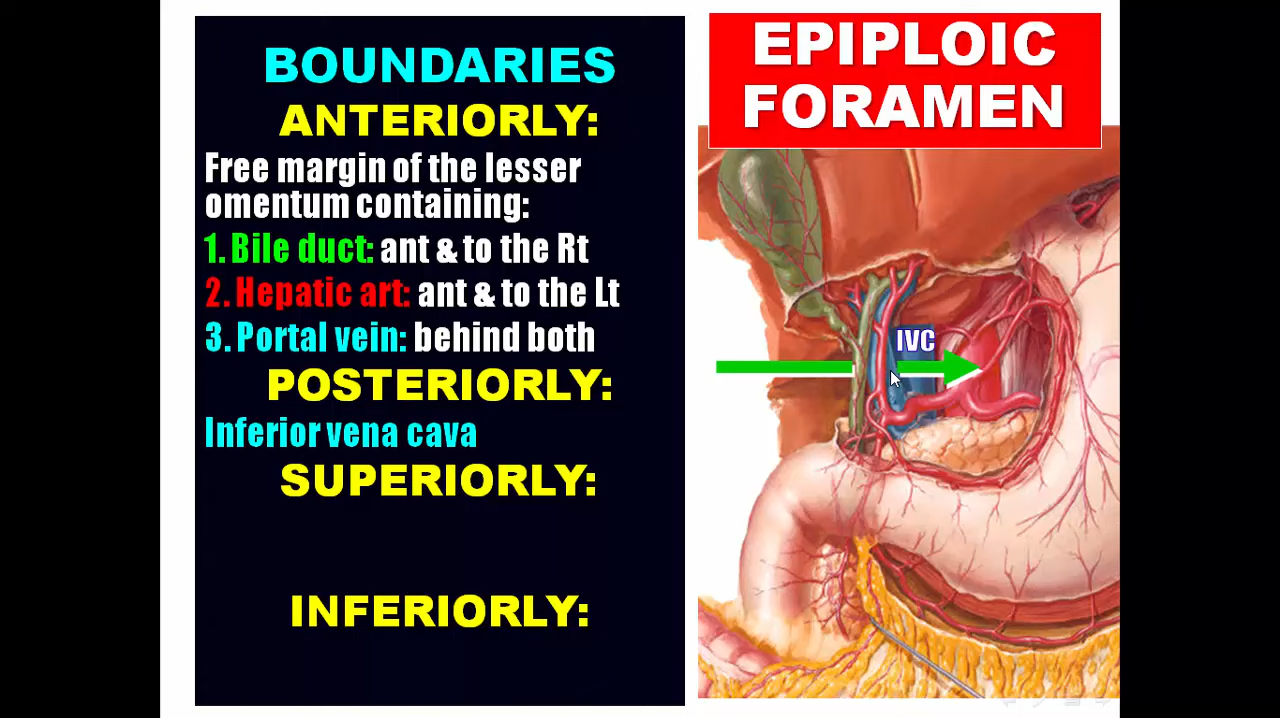 BOUNDARIES
ANTERIORLY:
Free margin of the lesser
omentum containing:
1. Bile duct: ant & to the Rt
2. Hepatic art: ant & to the Lt
3. Portal vein: behind both
POSTERIORLY:
Inferior vena cava
SUPERIORLY:
INFERIORLY:
EPIPLOIC
FORAMEN
IVC